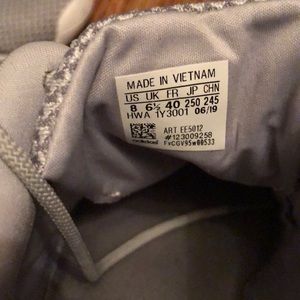 MADE IN VIETNAM
US UK FR JP CHN
8 6½ 40 250 245
HWA 1Y3001 06/19
ART EE5012
#123009258
FvCGV95w00533
adidas